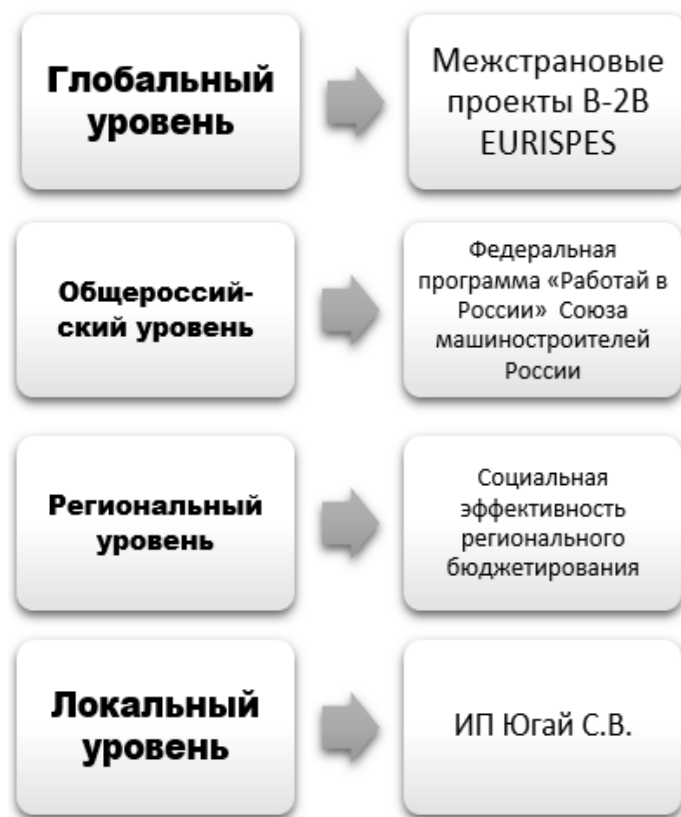 Глобальный
уровень
Межстрановые
проекты В-2В
EURISPES
Общероссий-
ский уровень
Федеральная
программа «Работай в
России» Союза
машиностроителей
России
Региональный
уровень
Социальная
эффективность
регионального
бюджетирования
Локальный
уровень
ИП Югай С.В.